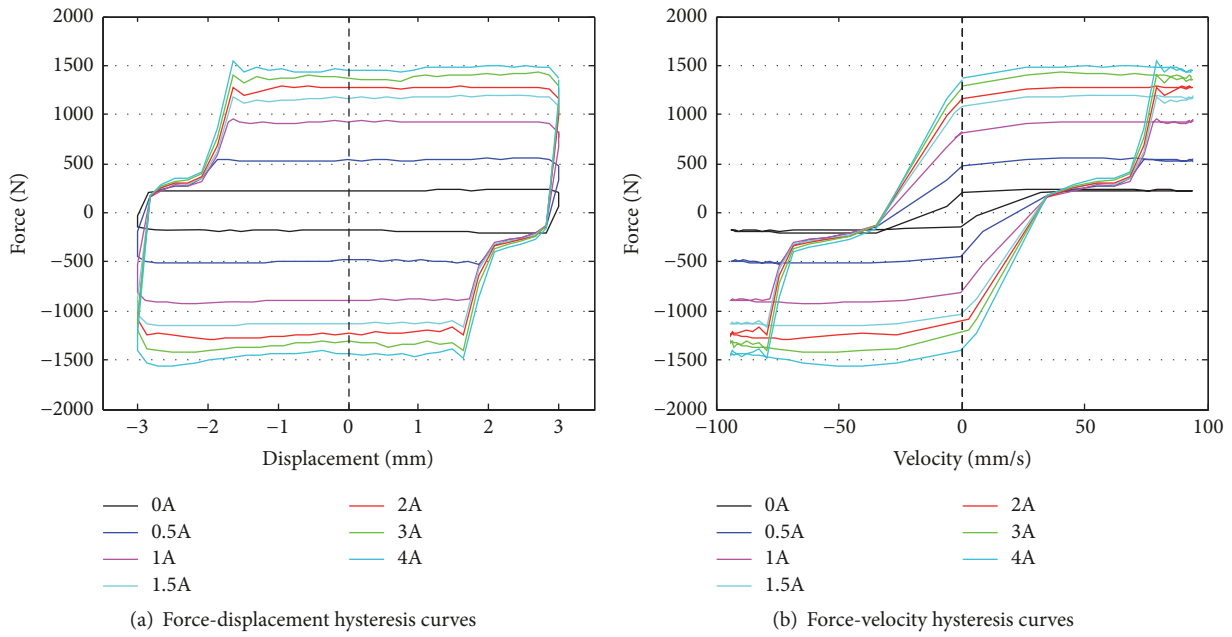 2000
1500
1000
500
0
−500
−1000
−1500
−2000
Force (N)
−3 −2 −1 0 1 2 3
Displacement (mm)
0A
0.5A
1A
1.5A
2A
3A
4A
(a) Force-displacement hysteresis curves
2000
1500
1000
500
0
−500
−1000
−1500
−2000
Force (N)
−100 −50 0 50 100
Velocity (mm/s)
0A
0.5A
1A
1.5A
2A
3A
4A
(b) Force-velocity hysteresis curves